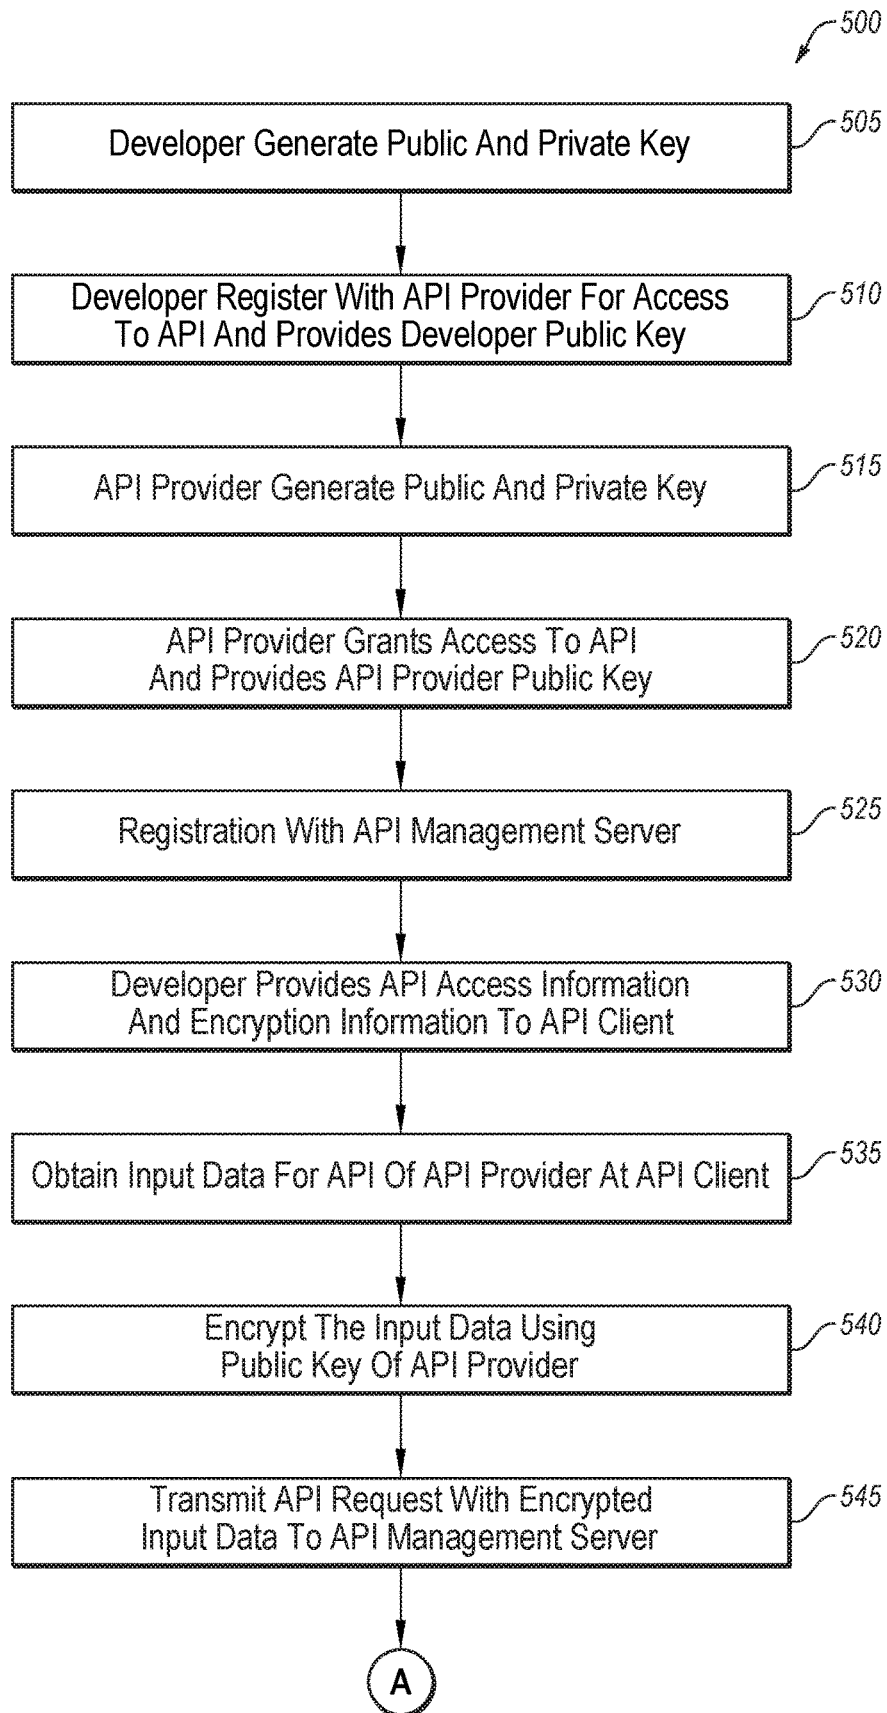 500
Developer Generate Public And Private Key
505
Developer Register With API Provider For Access
To API And Provides Developer Public Key
510
API Provider Generate Public And Private Key
515
API Provider Grants Access To API
And Provides API Provider Public Key
520
Registration With API Management Server
525
Developer Provides API Access Information
And Encryption Information To API Client
530
Obtain Input Data For API Of API Provider At API Client
535
Encrypt The Input Data Using
Public Key Of API Provider
540
Transmit API Request With Encrypted
Input Data To API Management Server
545
A